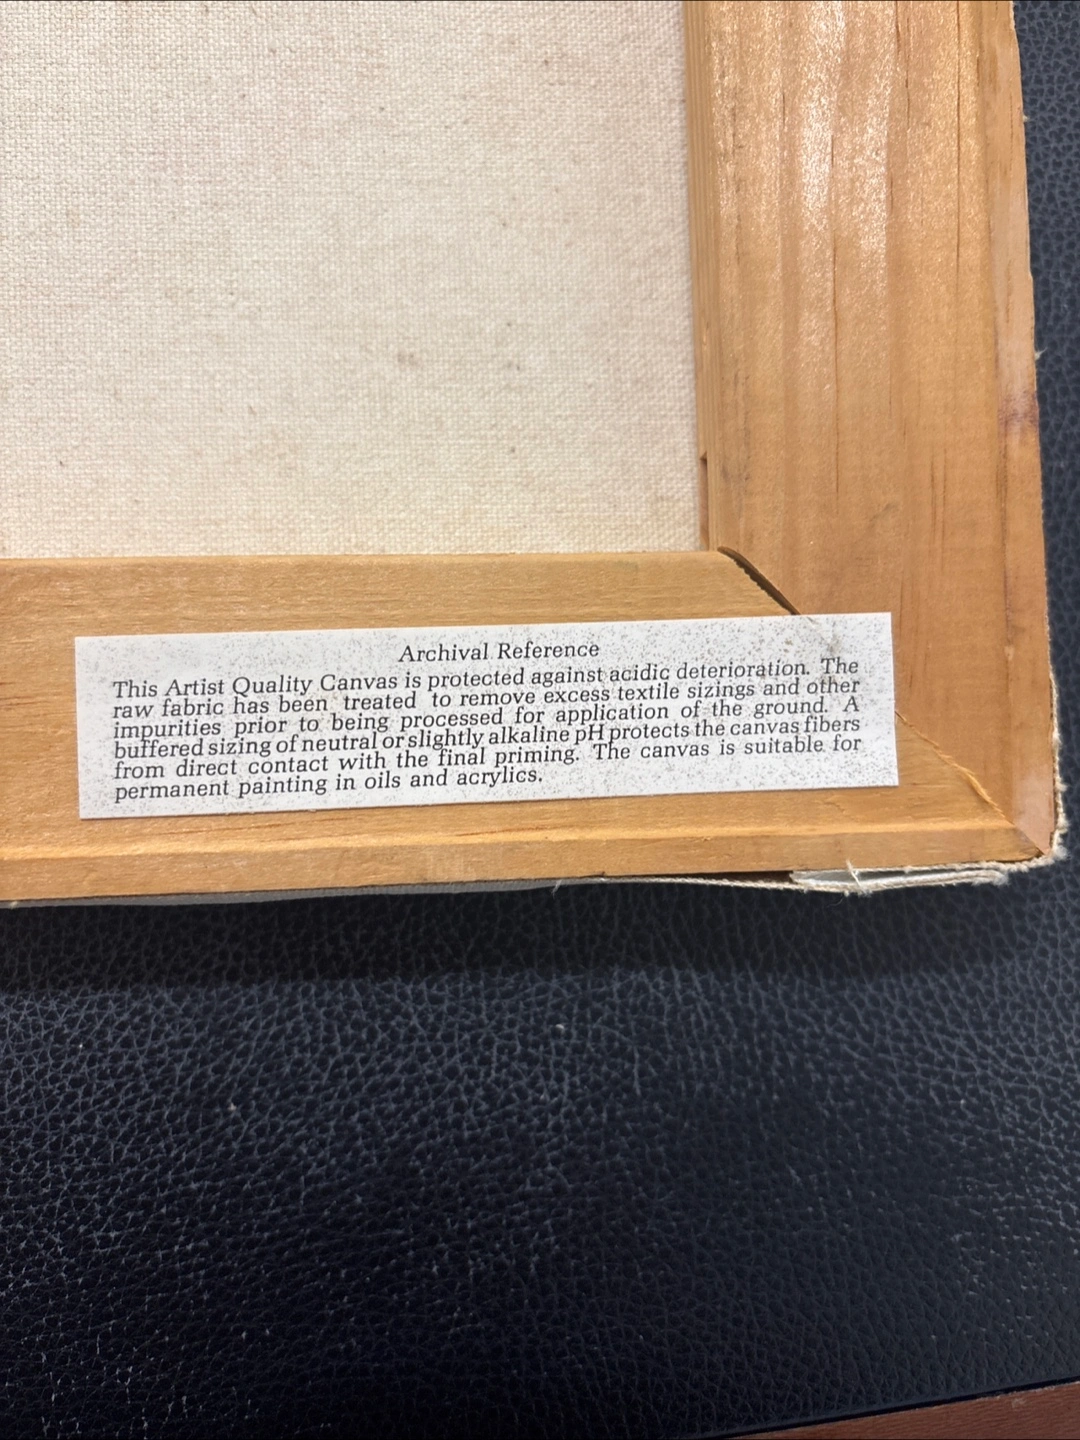 Archival Reference
This Artist Quality Canvas is protected against acidic deterioration. The
raw fabric has been treated to remove excess textile sizings and other
impurities prior to being processed for application of the ground. A
buffered sizing of neutral or slightly alkaline pH protects the canvas fibers
from direct contact with the final priming. The canvas is suitable for
permanent painting in oils and acrylics.